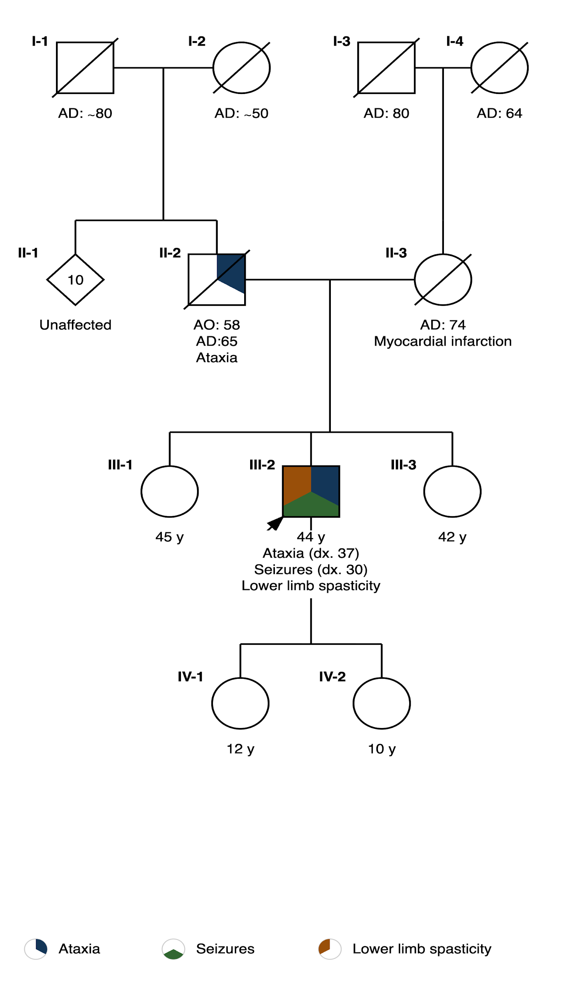 I-1
I-2
I-3
I-4
AD: ~80
AD: ~50
AD: 80
AD: 64
II-1
II-2
II-3
10
Unaffected
AO: 58
AD:65
Ataxia
AD: 74
Myocardial infarction
III-1
III-2
III-3
45 y
44 y
Ataxia (dx. 37)
Seizures (dx. 30)
Lower limb spasticity
42 y
IV-1
IV-2
12 y
10 y
Ataxia
Seizures
Lower limb spasticity